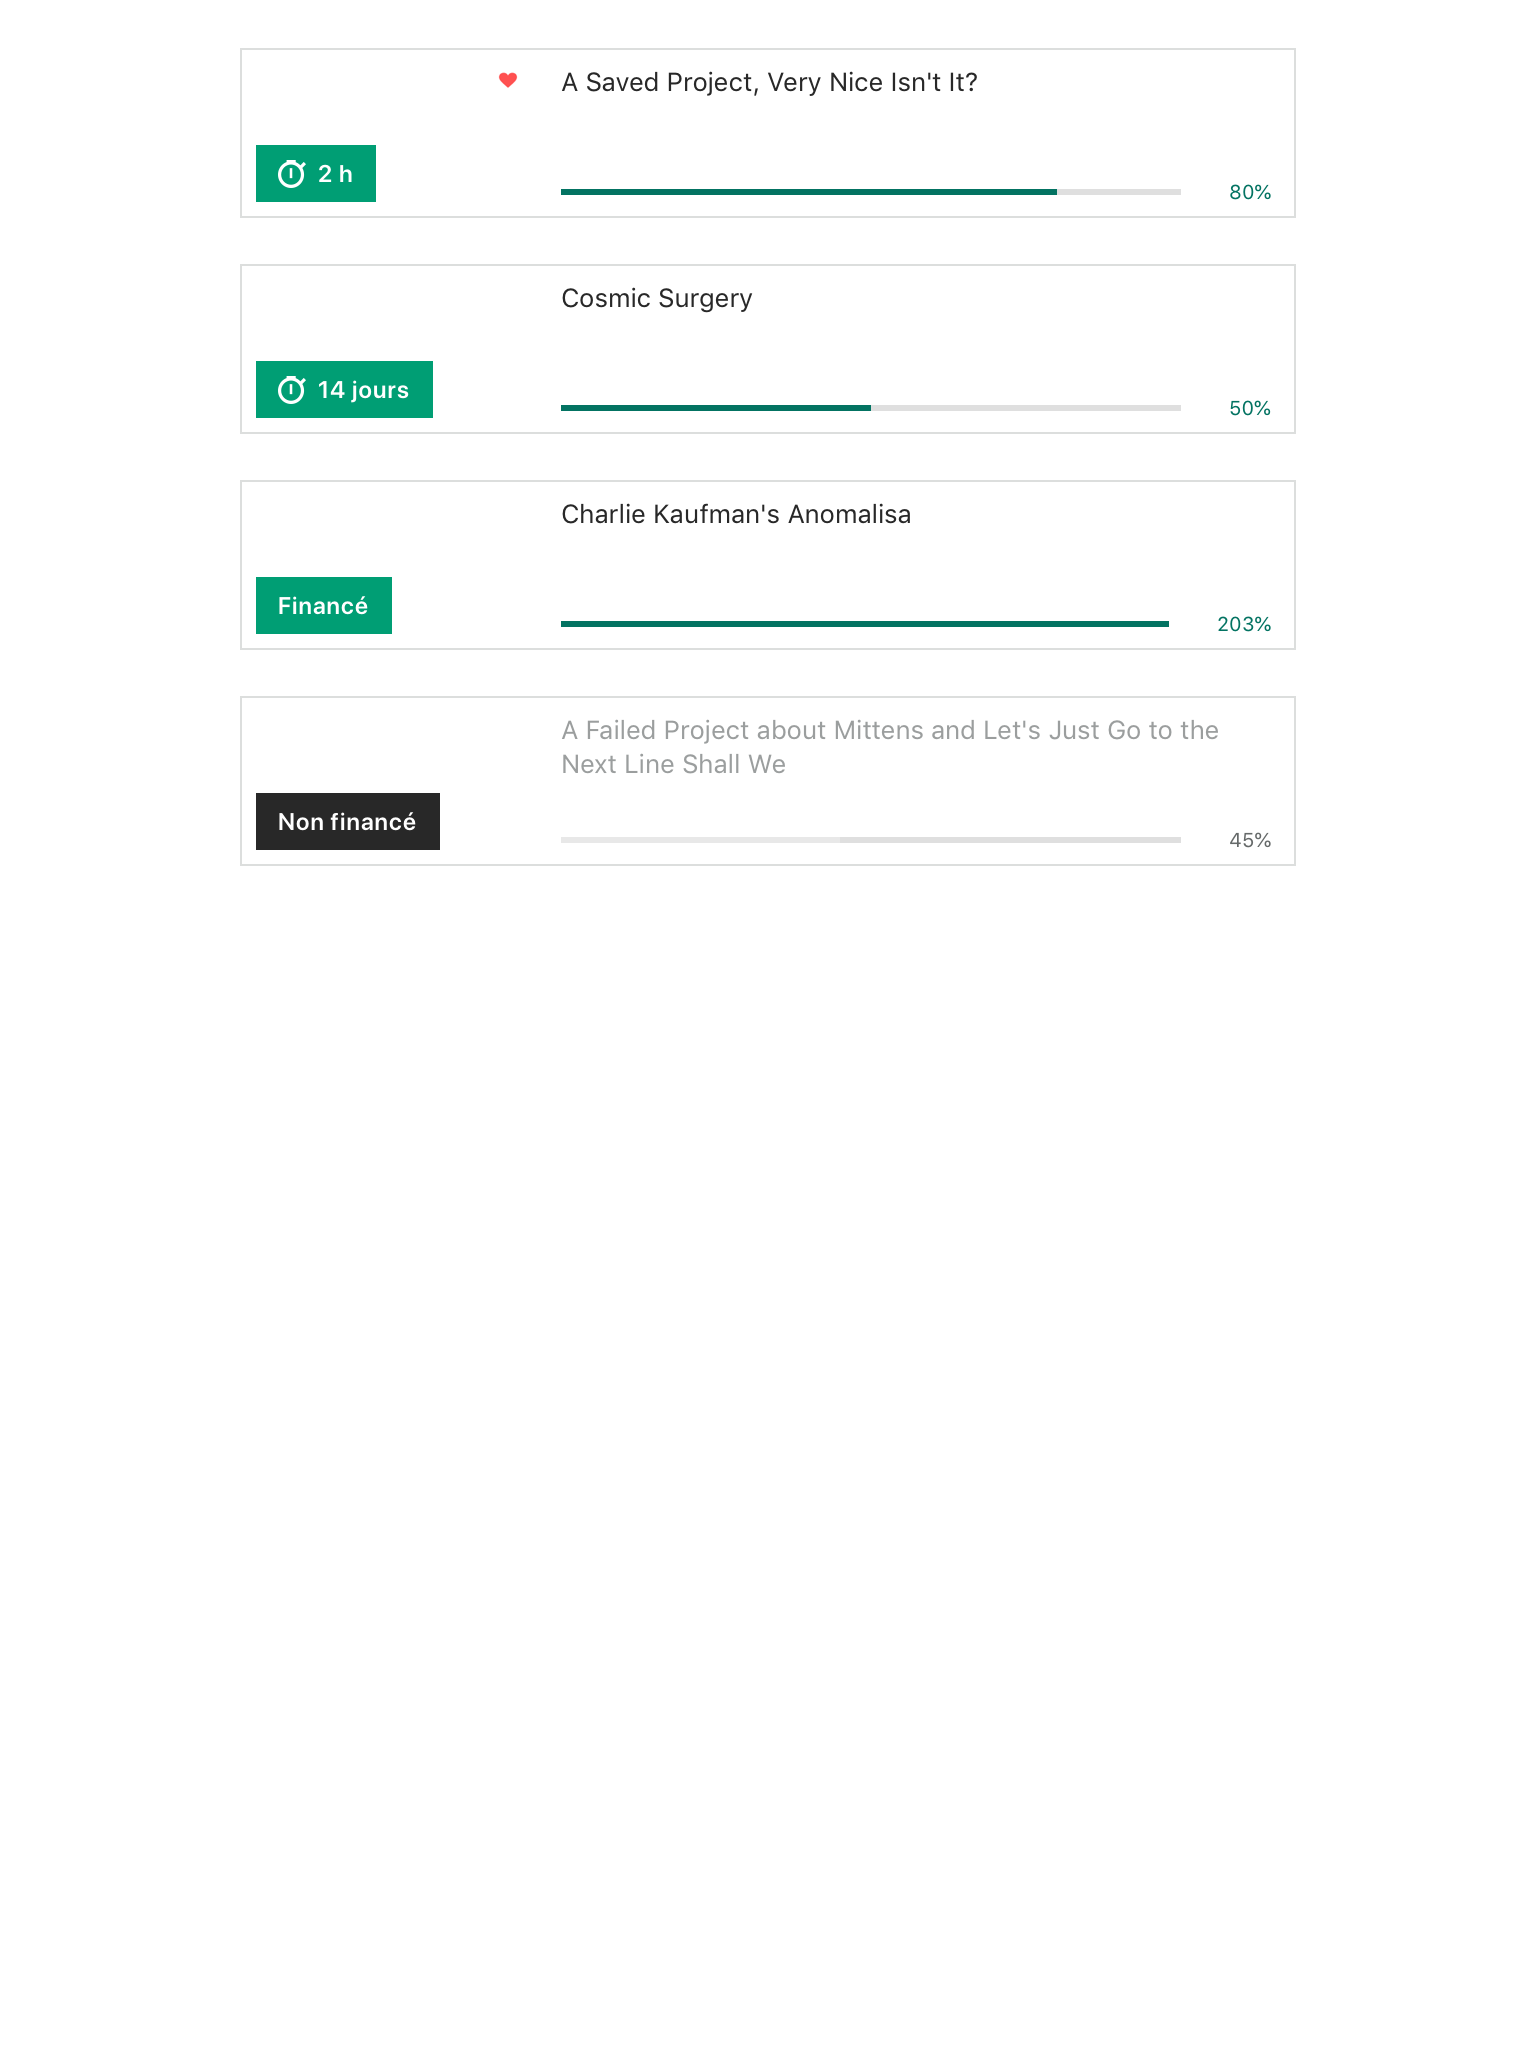 A Saved Project, Very Nice Isn't It?
2 h
80%
Cosmic Surgery
14 jours
50%
Charlie Kaufman's Anomalisa
Financé
203%
A Failed Project about Mittens and Let's Just Go to the
Next Line Shall We
Non financé
45%